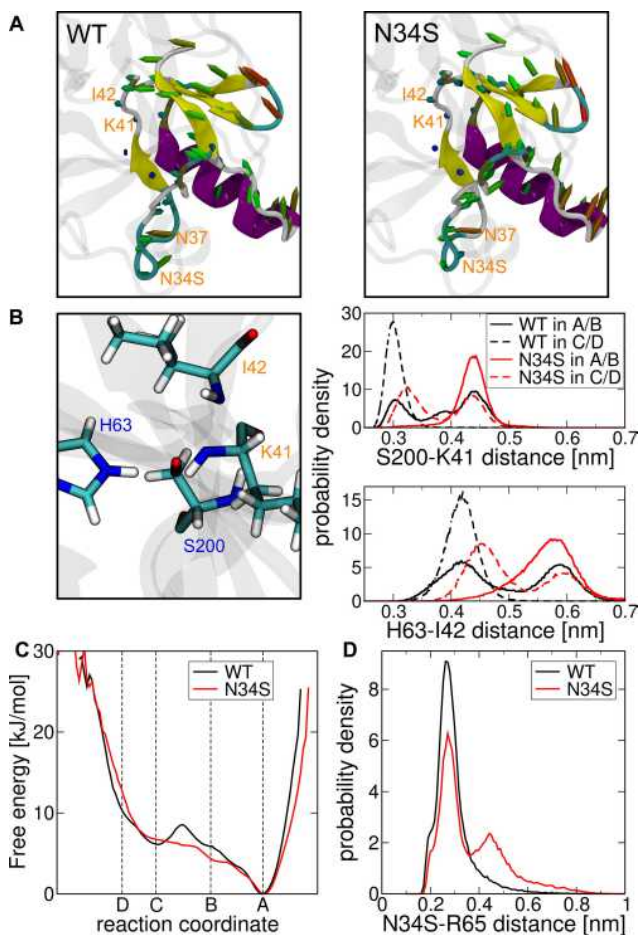 A
WT
I42
K41
N37
N34S
N34S
I42
K41
N37
N34S
B
I42
H63
K41
S200
30
20
10
0
WT in A/B
WT in C/D
N34S in A/B
N34S in C/D
0.3 0.4 0.5 0.6 0.7
S200-K41 distance [nm]
probability density
15
10
5
0
0.3 0.4 0.5 0.6 0.7
H63-I42 distance [nm]
C
30
20
10
0
Free energy [kJ/mol]
WT
N34S
D C B A
reaction coordinate
D
8
6
4
2
0
probability density
WT
N34S
0 0.2 0.4 0.6 0.8 1
N34S-R65 distance [nm]